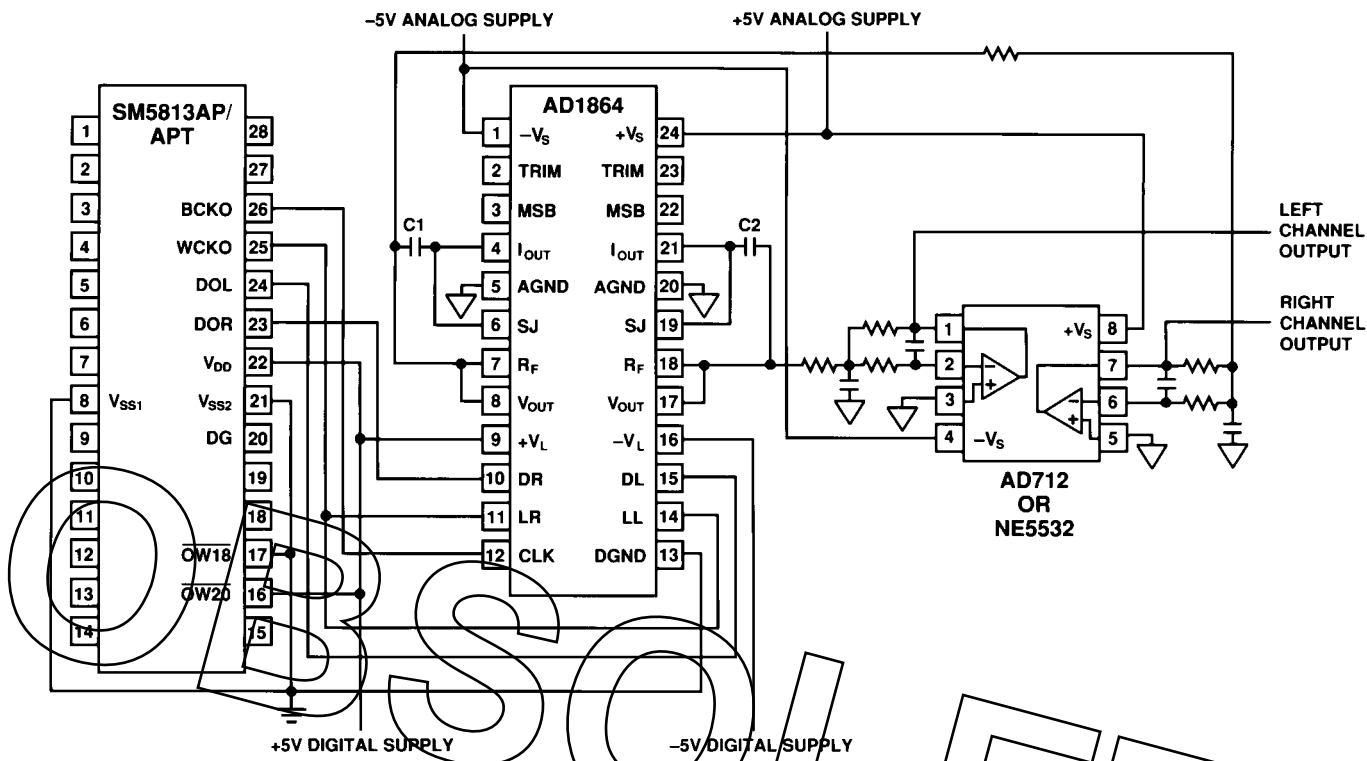 –5V ANALOG SUPPLY
+5V ANALOG SUPPLY
SM5813AP/
APT
1
2
3
4
5
6
7
8 VSS1
9
10
11
12
13
14
28
27
BCKO 26
WCKO 25
DOL 24
DOR 23
VDD 22
VSS2 21
DG 20
19
18
OW18 17
OW20 16
15
C1
AD1864
1 –VS
2 TRIM
3 MSB
4 IOUT
5 AGND
6 SJ
7 RF
8 VOUT
9 +VL
10 DR
11 LR
12 CLK
+VS 24
TRIM 23
MSB 22
IOUT 21
AGND 20
SJ 19
RF 18
VOUT 17
–VL 16
DL 15
LL 14
DGND 13
C2
1
2
3
4 –VS
+VS 8
7
6
5
AD712
OR
NE5532
LEFT
CHANNEL
OUTPUT
RIGHT
CHANNEL
OUTPUT
+5V DIGITAL SUPPLY
–5V DIGITAL SUPPLY